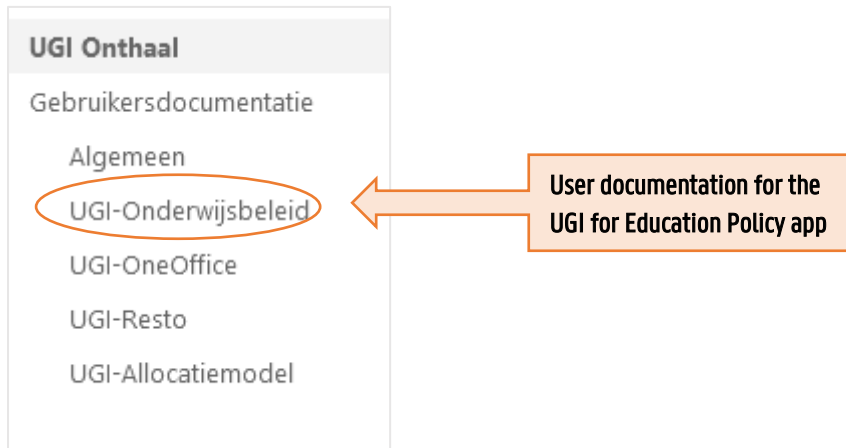 UGI Onthaal
Gebruikersdocumentatie
Algemeen
UGI-Onderwijsbeleid
UGI-OneOffice
UGI-Resto
UGI-Allocatiemodel
User documentation for the
UGI for Education Policy app